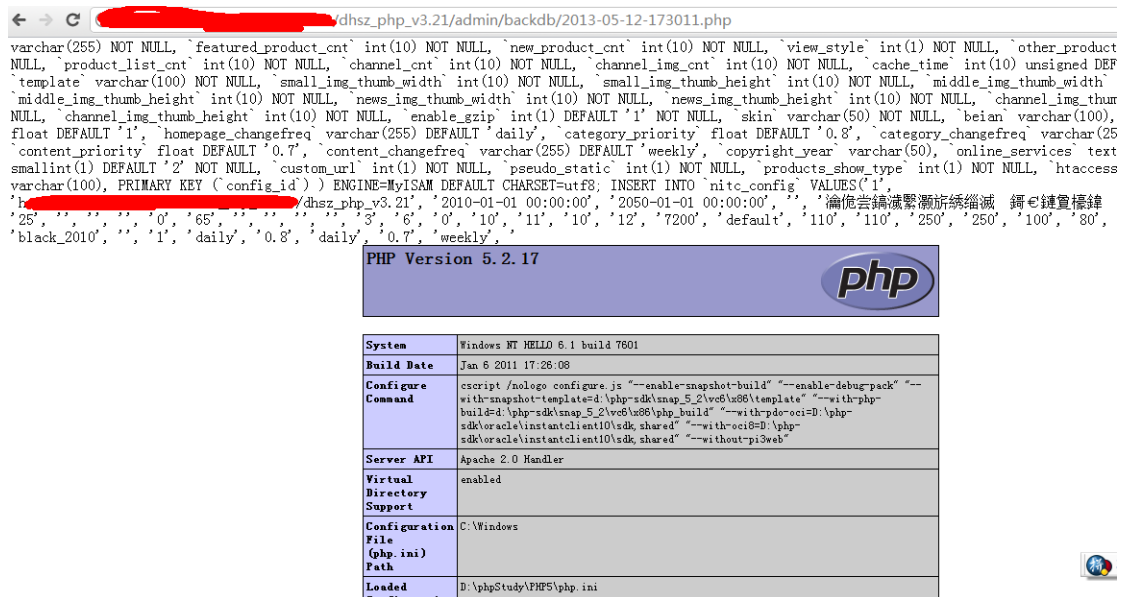 /dhsz_php_v3.21/admin/backdb/2013-05-12-173011.php
varchar(255) NOT NULL, `featured_product_cnt` int(10) NOT NULL, `new_product_cnt` int(10) NOT NULL, `view_style` int(1) NOT NULL, `other_product
NULL, `product_list_cnt` int(10) NOT NULL, `channel_cnt` int(10) NOT NULL, `channel_img_cnt` int(10) NOT NULL, `cache_time` int(10) unsigned DEF
`template` varchar(100) NOT NULL, `small_img_thumb_width` int(10) NOT NULL, `small_img_thumb_height` int(10) NOT NULL, `middle_img_thumb_width`
`middle_img_thumb_height` int(10) NOT NULL, `news_img_thumb_width` int(10) NOT NULL, `news_img_thumb_height` int(10) NOT NULL, `channel_img_thum
NULL, `channel_img_thumb_height` int(10) NOT NULL, `enable_gzip` int(1) DEFAULT '1' NOT NULL, `skin` varchar(50) NOT NULL, `beian` varchar(100),
float DEFAULT '1', `homepage_changefreq` varchar(255) DEFAULT 'daily', `category_priority` float DEFAULT '0.8', `category_changefreq` varchar(25
`content_priority` float DEFAULT '0.7', `content_changefreq` varchar(255) DEFAULT 'weekly', `copyright_year` varchar(50), `online_services` text
smallint(1) DEFAULT '2' NOT NULL, `custom_url` int(1) NOT NULL, `pseudo_static` int(1) NOT NULL, `products_show_type` int(1) NOT NULL, `htaccess
varchar(100), PRIMARY KEY (`config_id`) ) ENGINE=MyISAM DEFAULT CHARSET=utf8; INSERT INTO `nitc_config` VALUES('1',
'h /dhsz_php_v3.21', '2010-01-01 00:00:00', '2050-01-01 00:00:00', '', '
'25', '', '', '', '', '0', '65', '', '', '', '', '3', '6', '0', '10', '11', '10', '12', '7200', 'default', '110', '110', '250', '250', '100', '80',
'black_2010', '', '1', 'daily', '0.8', 'daily', '0.7', 'weekly', ''
PHP Version 5.2.17
php
System Windows NT HELLO 6.1 build 7601
Build Date Jan 6 2011 17:26:08
Configure Command cscript /nologo configure.js "--enable-snapshot-build" "--enable-debug-pack" "--
with-snapshot-template=d:\php-sdk\snap_5_2\vc6\x86\template" "--with-php-
build=d:\php-sdk\snap_5_2\vc6\x86\php_build" "--with-pdo-oci=D:\php-
sdk\oracle\instantclient10\sdk,shared" "--with-oci8=D:\php-
sdk\oracle\instantclient10\sdk,shared" "--without-pi3web"
Server API Apache 2.0 Handler
Virtual Directory Support enabled
Configuration File (php.ini) Path C:\Windows
Loaded D:\phpStudy\PHP5\php.ini